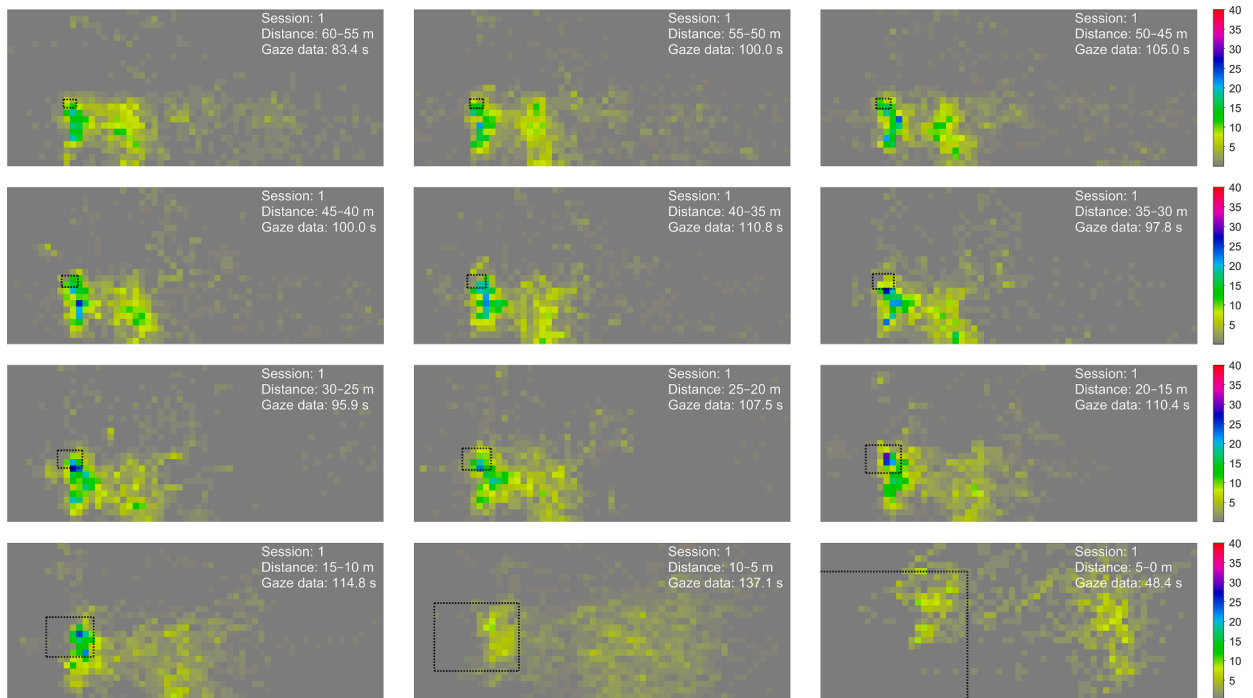 Session: 1
Distance: 60–55 m
Gaze data: 83.4 s
Session: 1
Distance: 55–50 m
Gaze data: 100.0 s
Session: 1
Distance: 50–45 m
Gaze data: 105.0 s
40
35
30
25
20
15
10
5
Session: 1
Distance: 45–40 m
Gaze data: 100.0 s
Session: 1
Distance: 40–35 m
Gaze data: 110.8 s
Session: 1
Distance: 35–30 m
Gaze data: 97.8 s
40
35
30
25
20
15
10
5
Session: 1
Distance: 30–25 m
Gaze data: 95.9 s
Session: 1
Distance: 25–20 m
Gaze data: 107.5 s
Session: 1
Distance: 20–15 m
Gaze data: 110.4 s
40
35
30
25
20
15
10
5
Session: 1
Distance: 15–10 m
Gaze data: 114.8 s
Session: 1
Distance: 10–5 m
Gaze data: 137.1 s
Session: 1
Distance: 5–0 m
Gaze data: 48.4 s
40
35
30
25
20
15
10
5